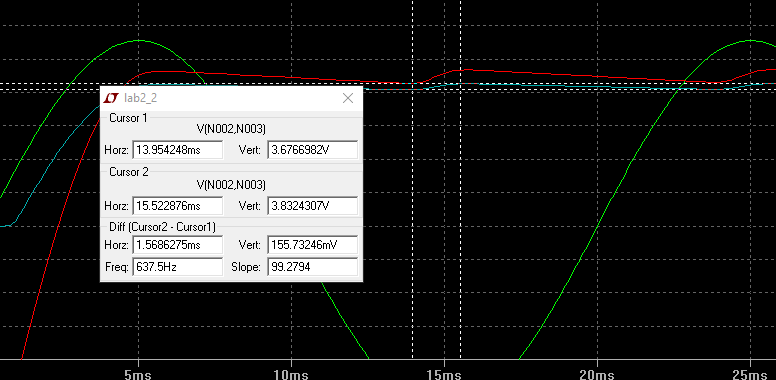 lab2_2
Cursor 1
V(N002,N003)
Horz: 13.954248ms Vert: 3.6766982V
Cursor 2
V(N002,N003)
Horz: 15.522876ms Vert: 3.8324307V
Diff (Cursor2 - Cursor1)
Horz: 1.5686275ms Vert: 155.73246mV
Freq: 637.5Hz Slope: 99.2794
5ms 10ms 15ms 20ms 25ms